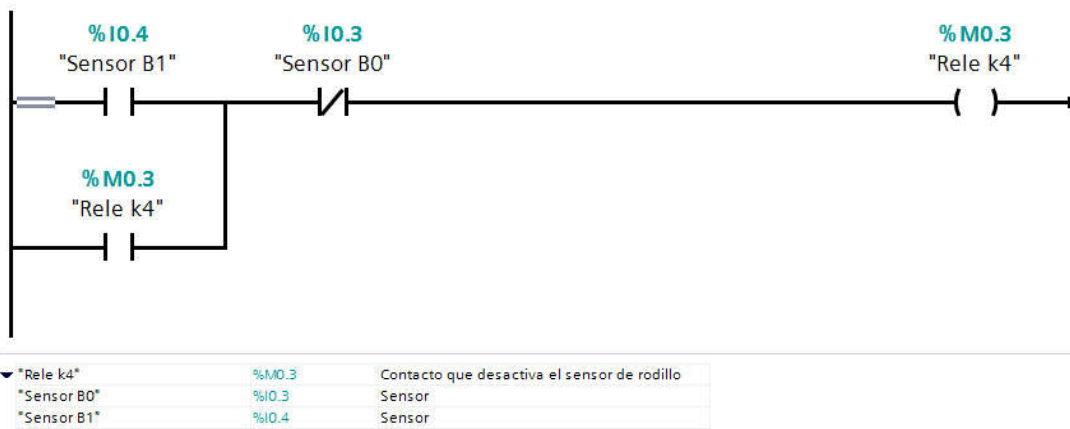 %I0.4 %I0.3 %M0.3
"Sensor B1" "Sensor B0" "Rele k4"
%M0.3
"Rele k4"
"Rele k4" %M0.3 Contacto que desactiva el sensor de rodillo
"Sensor B0" %I0.3 Sensor
"Sensor B1" %I0.4 Sensor